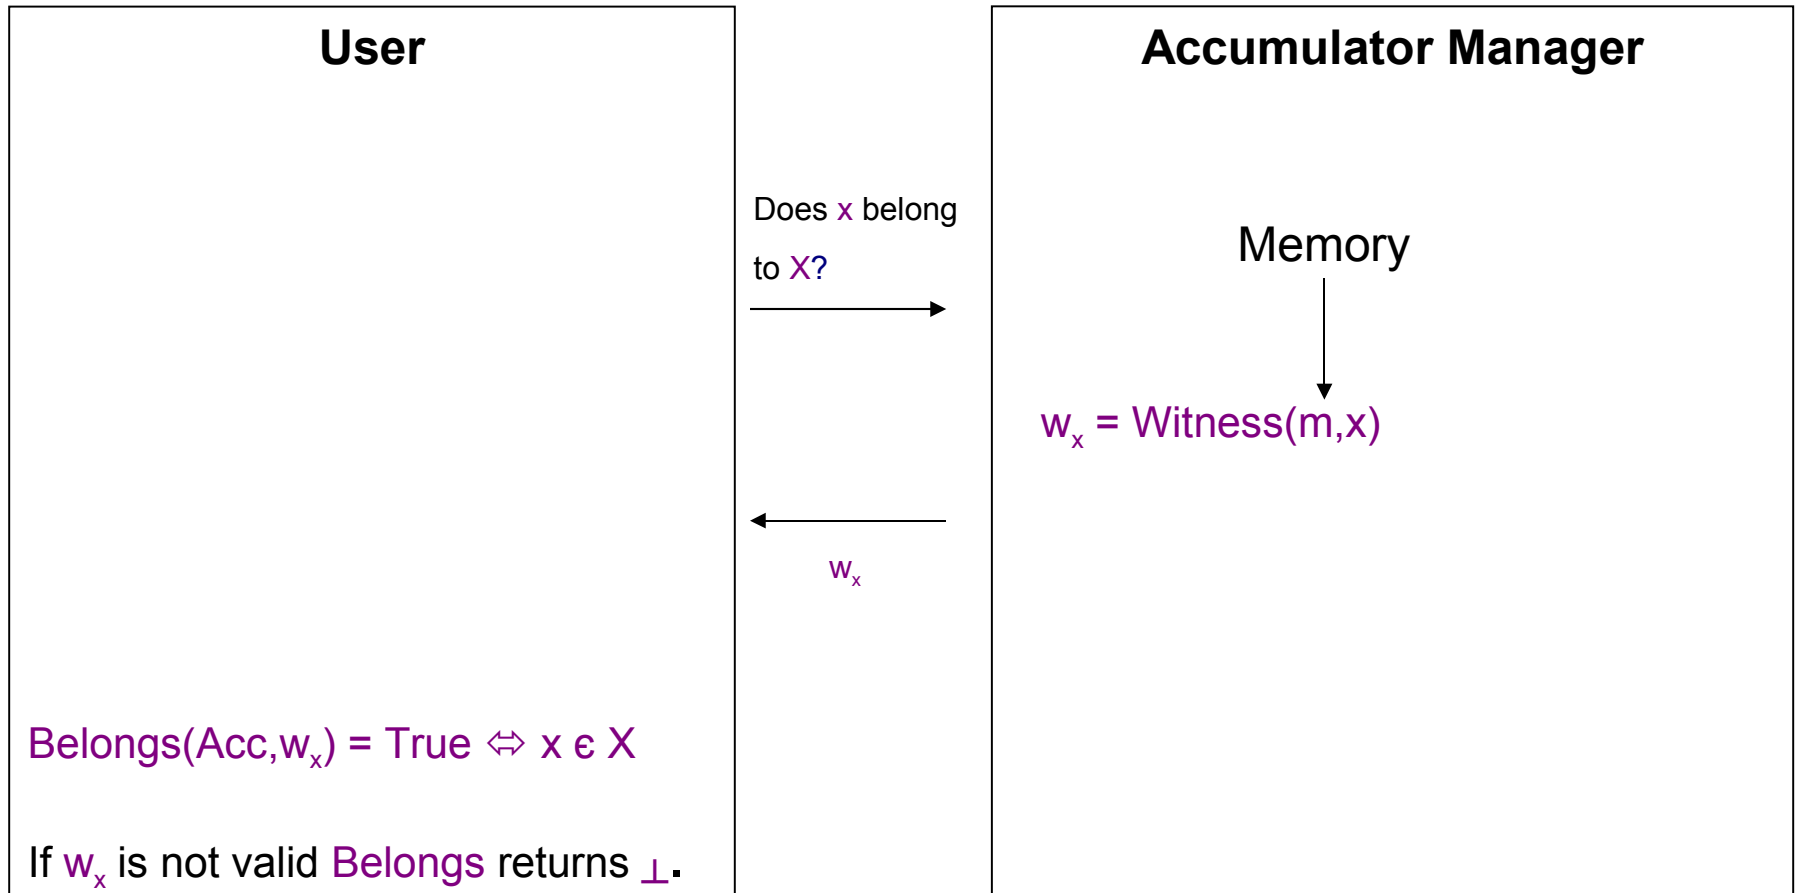 User
Accumulator Manager
Does x belong
to X?
Memory
wₓ = Witness(m,x)
wₓ
Belongs(Acc,wₓ) = True ⇔ x є X
If wₓ is not valid Belongs returns ⊥.